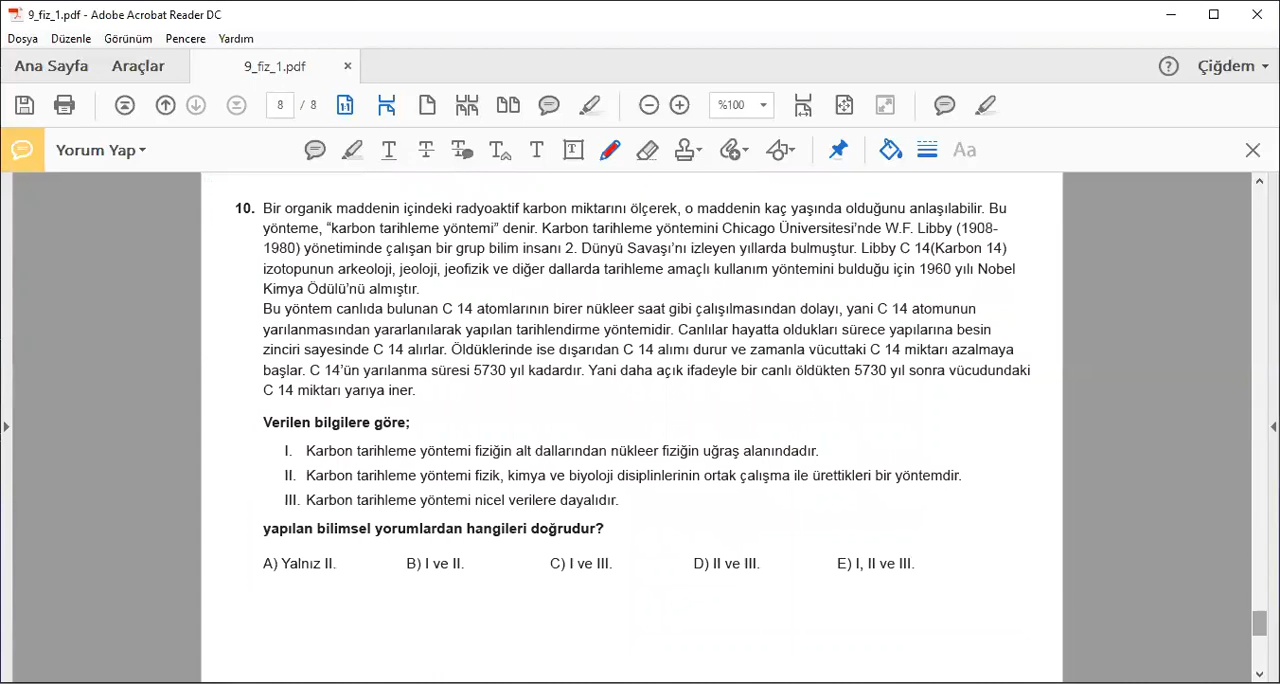 9_fiz_1.pdf - Adobe Acrobat Reader DC
Dosya Düzenle Görünüm Pencere Yardım
Ana Sayfa Araçlar 9_fiz_1.pdf × ? Çiğdem
8 / 8 %100
Yorum Yap T T T T T T Aa
10. Bir organik maddenin içindeki radyoaktif karbon miktarını ölçerek, o maddenin kaç yaşında olduğunu anlaşılabilir. Bu
yönteme, “karbon tarihleme yöntemi” denir. Karbon tarihleme yöntemini Chicago Üniversitesi’nde W.F. Libby (1908-
1980) yönetiminde çalışan bir grup bilim insanı 2. Dünyü Savaşı’nı izleyen yıllarda bulmuştur. Libby C 14(Karbon 14)
izotopunun arkeoloji, jeoloji, jeofizik ve diğer dallarda tarihleme amaçlı kullanım yöntemini bulduğu için 1960 yılı Nobel
Kimya Ödülü’nü almıştır.
Bu yöntem canlıda bulunan C 14 atomlarının birer nükleer saat gibi çalışılmasından dolayı, yani C 14 atomunun
yarılanmasından yararlanılarak yapılan tarihlendirme yöntemidir. Canlılar hayatta oldukları sürece yapılarına besin
zinciri sayesinde C 14 alırlar. Öldüklerinde ise dışarıdan C 14 alımı durur ve zamanla vücuttaki C 14 miktarı azalmaya
başlar. C 14’ün yarılanma süresi 5730 yıl kadardır. Yani daha açık ifadeyle bir canlı öldükten 5730 yıl sonra vücudundaki
C 14 miktarı yarıya iner.
Verilen bilgilere göre;
I. Karbon tarihleme yöntemi fiziğin alt dallarından nükleer fiziğin uğraş alanındadır.
II. Karbon tarihleme yöntemi fizik, kimya ve biyoloji disiplinlerinin ortak çalışma ile ürettikleri bir yöntemdir.
III. Karbon tarihleme yöntemi nicel verilere dayalıdır.
yapılan bilimsel yorumlardan hangileri doğrudur?
A) Yalnız II. B) I ve II. C) I ve III. D) II ve III. E) I, II ve III.